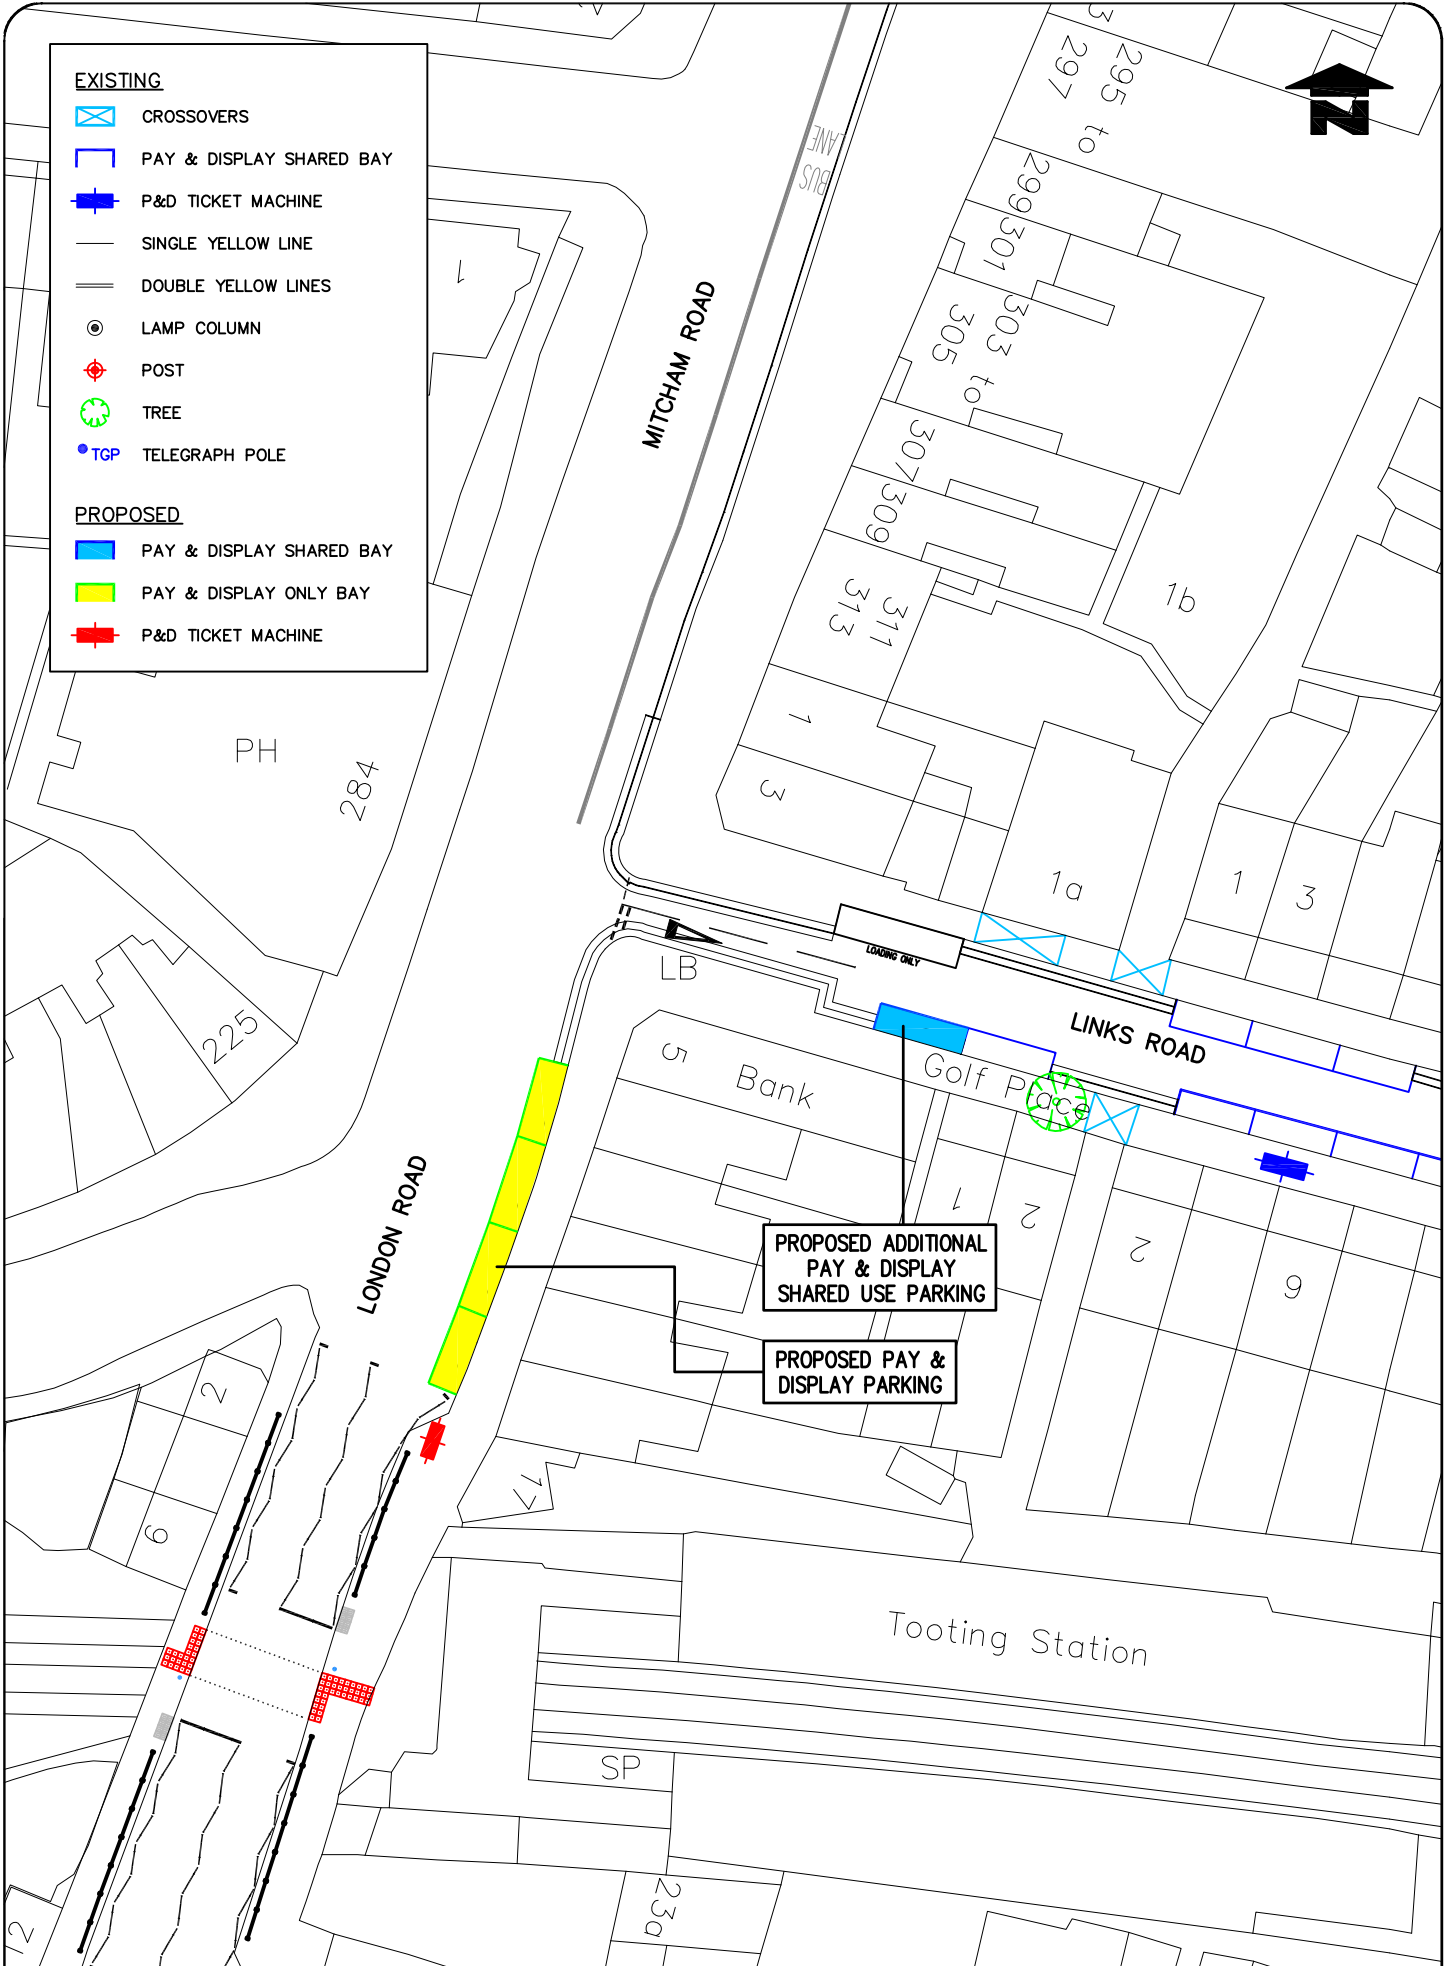 EXISTING
CROSSOVERS
PAY & DISPLAY SHARED BAY
P&D TICKET MACHINE
SINGLE YELLOW LINE
DOUBLE YELLOW LINES
LAMP COLUMN
POST
TREE
TGP TELEGRAPH POLE
PROPOSED
PAY & DISPLAY SHARED BAY
PAY & DISPLAY ONLY BAY
P&D TICKET MACHINE
N
BUS
LANE
MITCHAM ROAD
295 to
297
299
301
303 to
305
307
309
311
313
1
3
1
1b
1a
1
3
PH
284
225
LOADING ONLY
LB
LINKS ROAD
Golf Place
5
Bank
1
2
2
6
LONDON ROAD
PROPOSED ADDITIONAL
PAY & DISPLAY
SHARED USE PARKING
PROPOSED PAY &
DISPLAY PARKING
2
6
17
Tooting Station
SP
23a
12